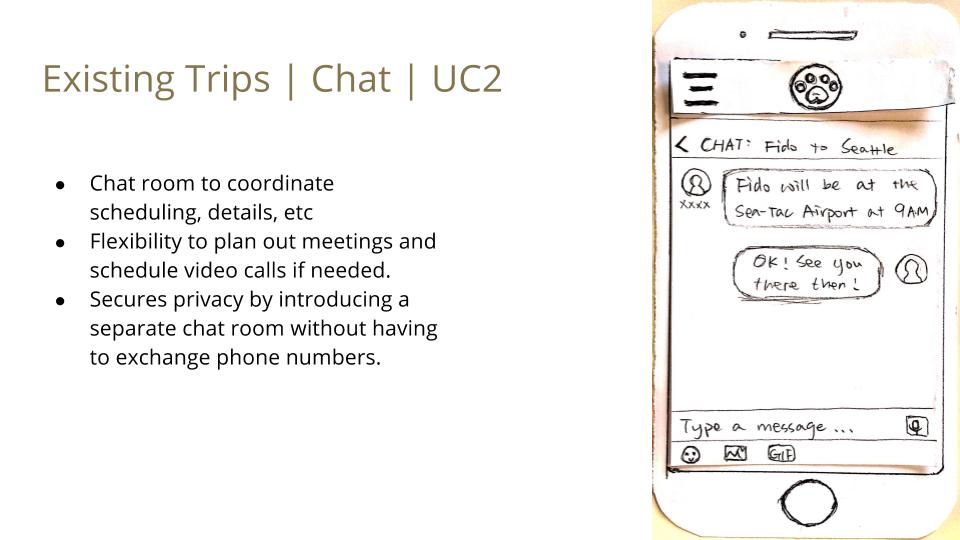 Existing Trips | Chat | UC2
● Chat room to coordinate
scheduling, details, etc
● Flexibility to plan out meetings and
schedule video calls if needed.
● Secures privacy by introducing a
separate chat room without having
to exchange phone numbers.
< CHAT: Fido to Seattle
Fido will be at the
Sea-Tac Airport at 9AM
xxxx
OK! See you
there then!
Type a message ...
GIF